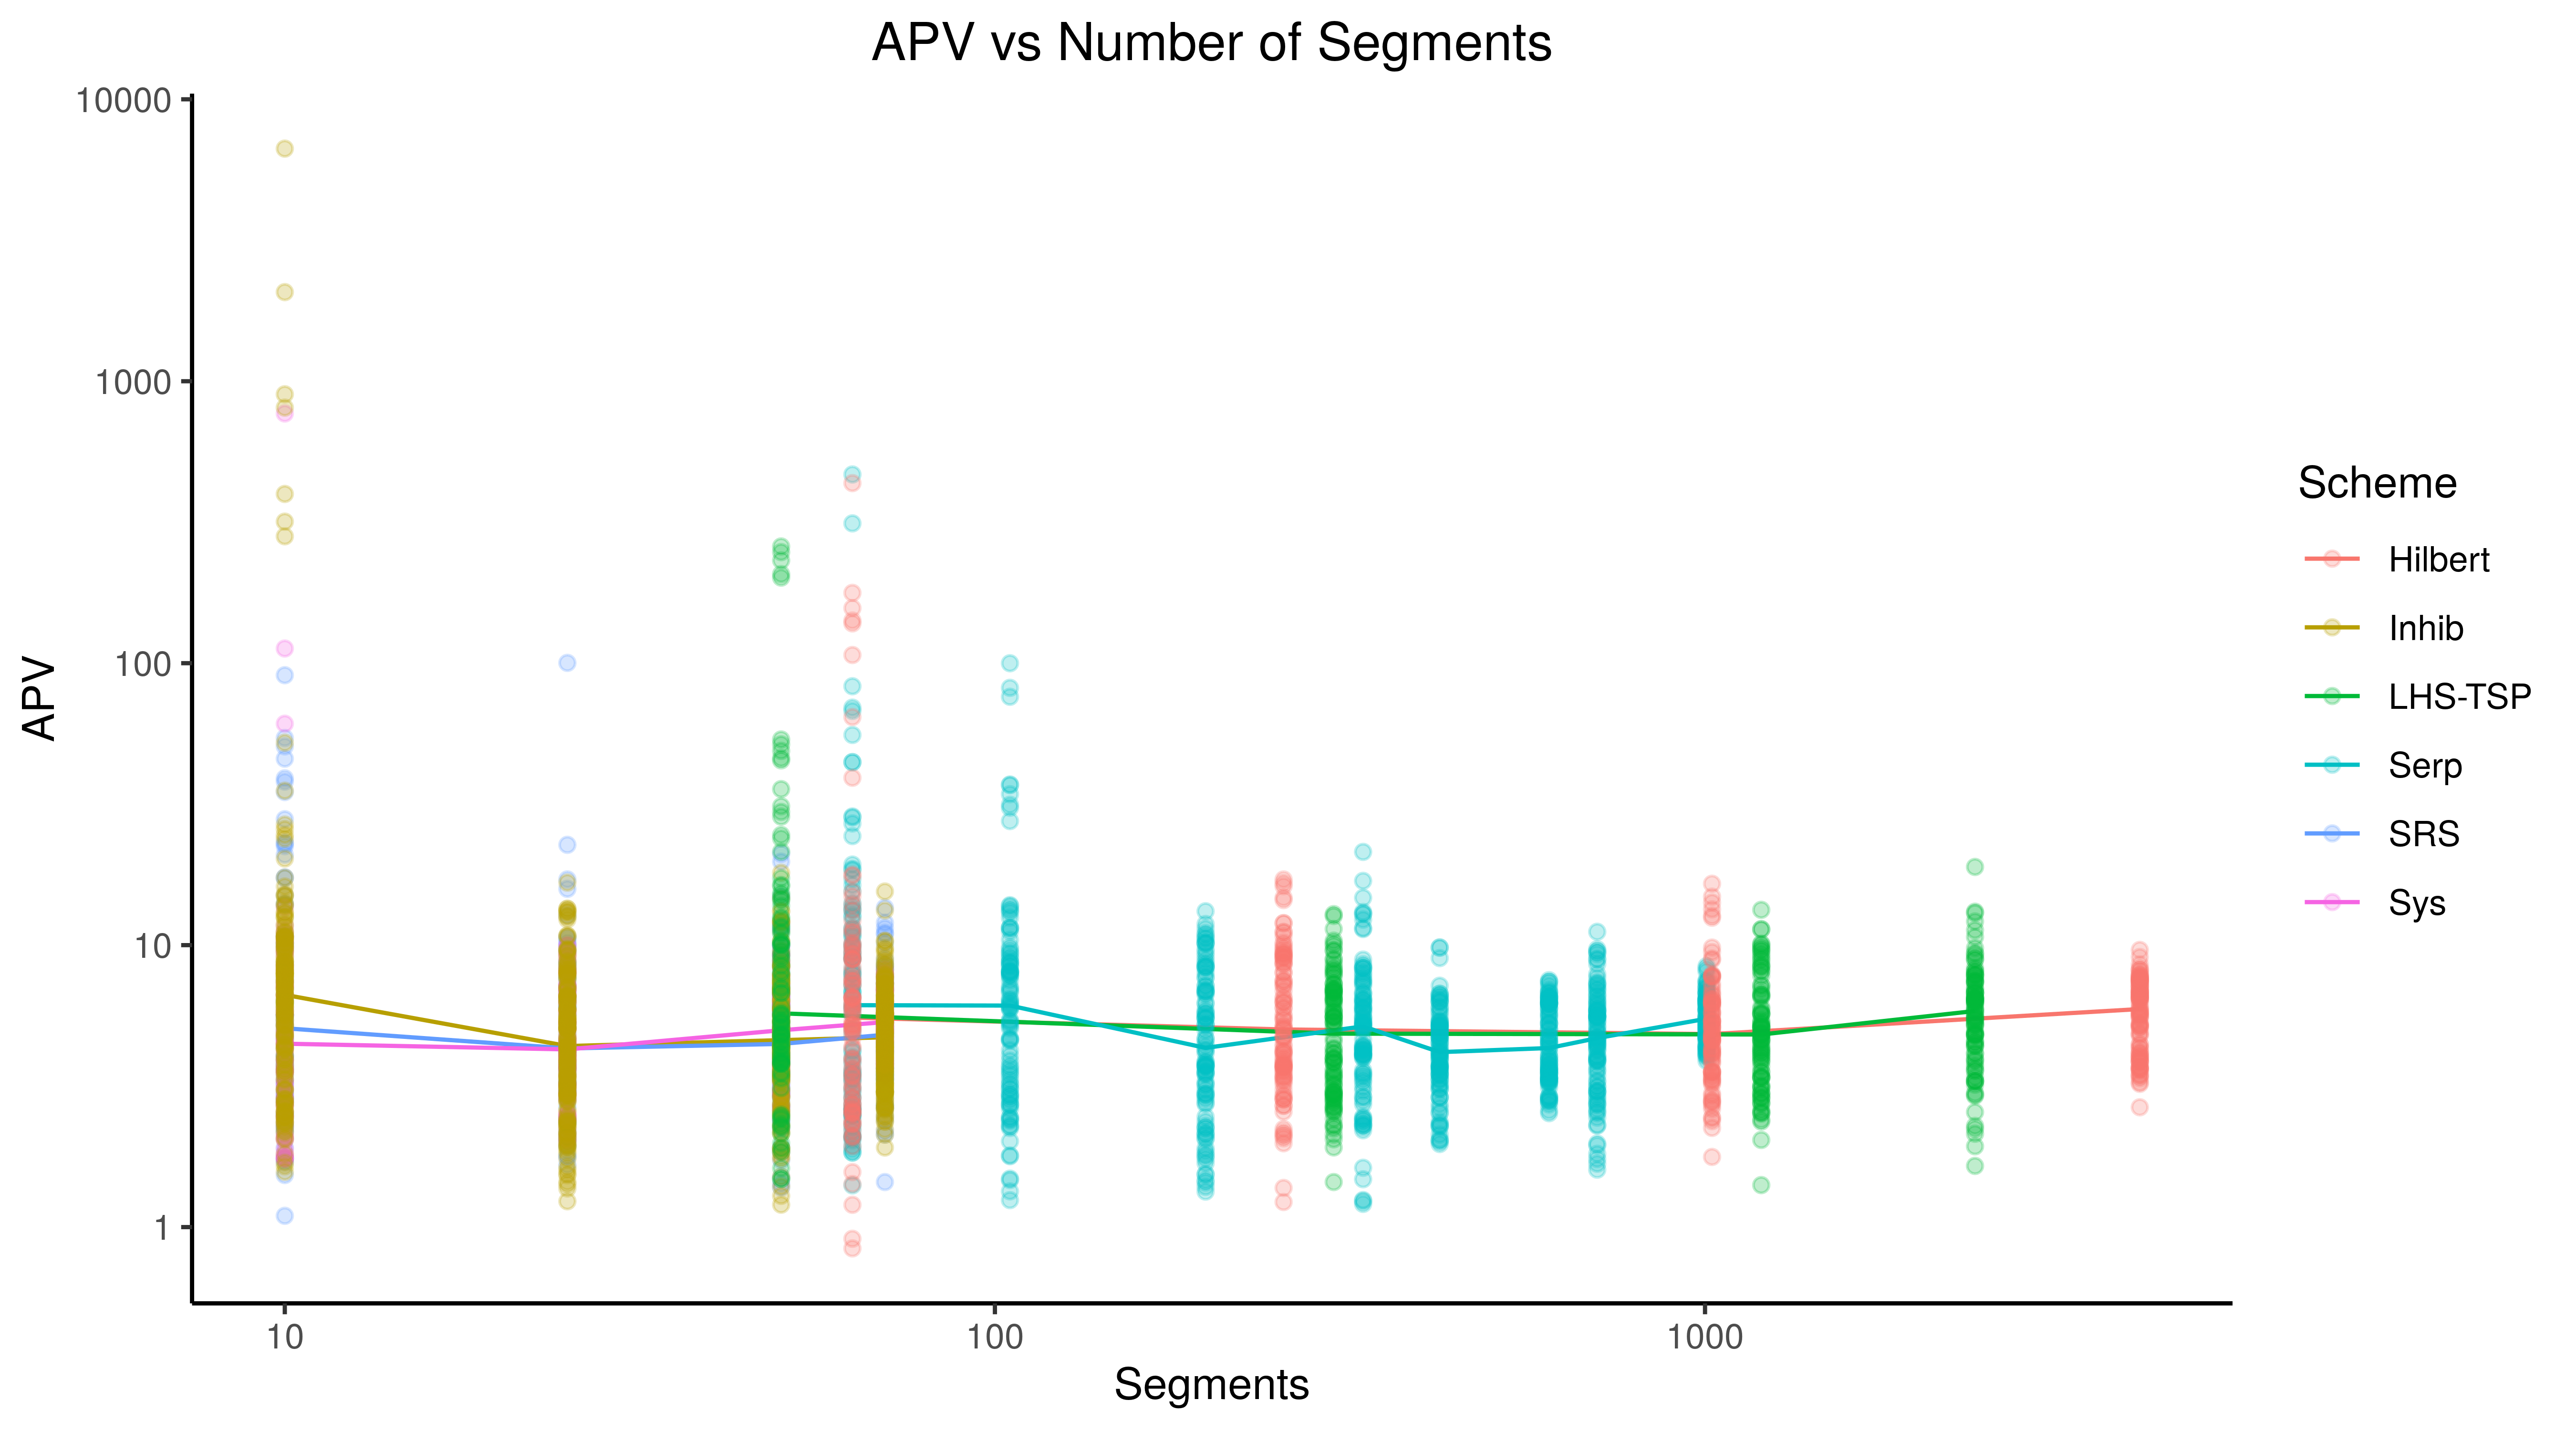 APV vs Number of Segments
10000
1000
100
10
1
APV
10
100
1000
Segments
Scheme
Hilbert
Inhib
LHS-TSP
Serp
SRS
Sys